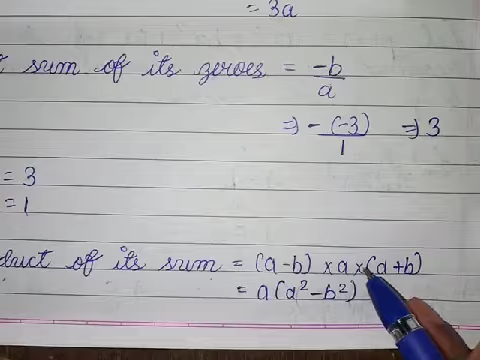 = 3a
sum of its zeroes = -b/a
⇒ -(-3)/1 ⇒ 3
= 3
= 1
duct of its sum = (a-b) × a × (a+b)
= a(a² - b²)